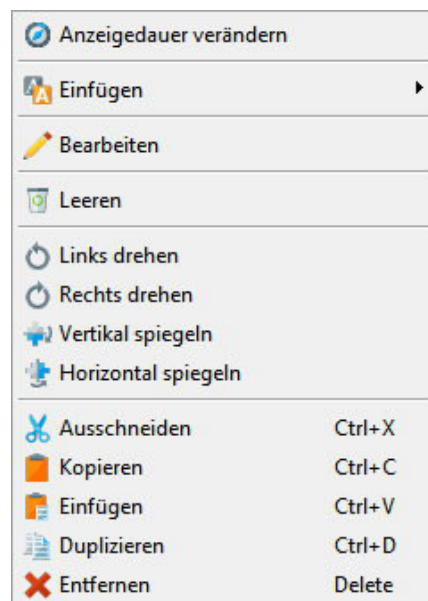 Anzeigedauer verändern
Einfügen
Bearbeiten
Leeren
Links drehen
Rechts drehen
Vertikal spiegeln
Horizontal spiegeln
Ausschneiden Ctrl+X
Kopieren Ctrl+C
Einfügen Ctrl+V
Duplizieren Ctrl+D
Entfernen Delete